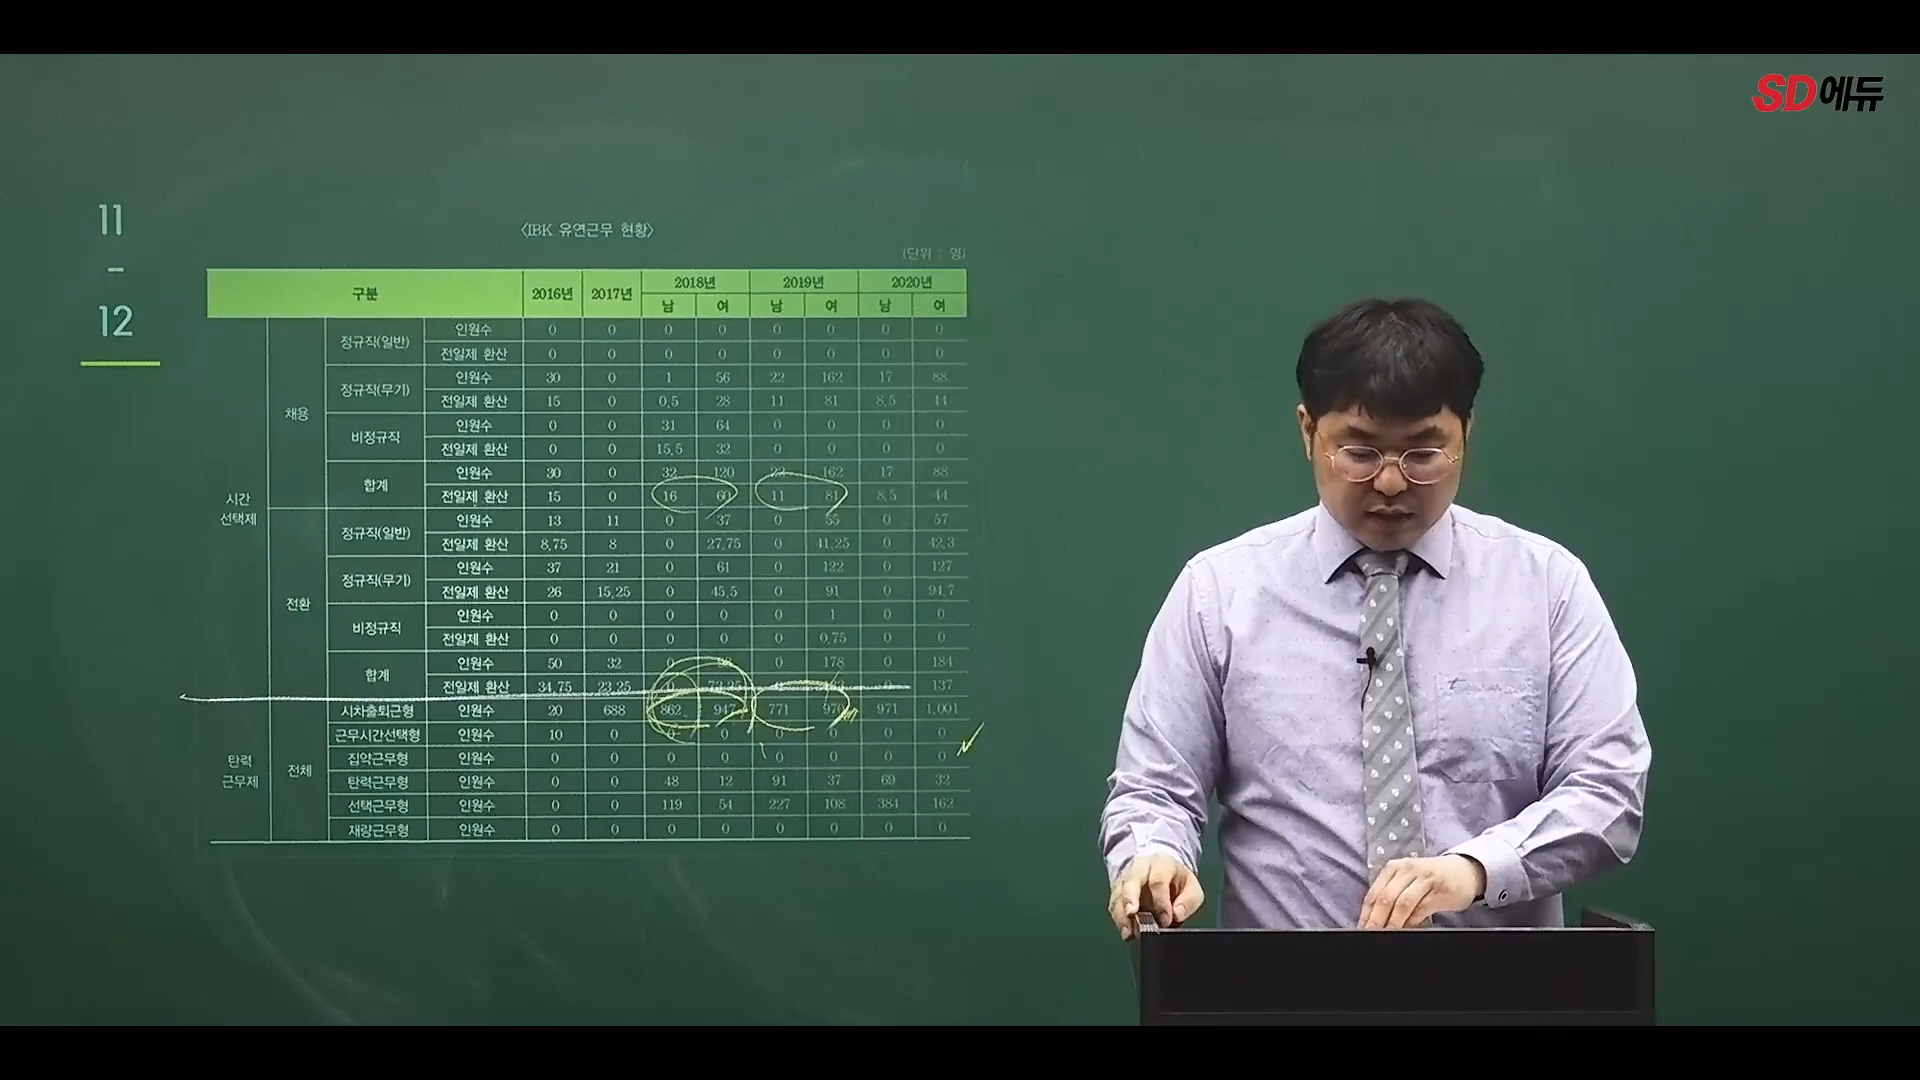 SD에듀
11
-
12
〈IBK 유연근무 현황〉
(단위 : 명)
구분 2016년 2017년 2018년 2019년 2020년
남 여 남 여 남 여
시간선택제 채용 정규직(일반) 인원수 0 0 0 0 0 0 0 0
전일제 환산 0 0 0 0 0 0 0 0
정규직(무기) 인원수 30 0 1 56 22 162 17 88
전일제 환산 15 0 0.5 28 11 81 8.5 44
비정규직 인원수 0 0 31 64 0 0 0 0
전일제 환산 0 0 15.5 32 0 0 0 0
합계 인원수 30 0 32 120 22 162 17 88
전일제 환산 15 0 16 60 11 81 8.5 44
전환 정규직(일반) 인원수 13 11 0 37 0 55 0 57
전일제 환산 8.75 8 0 27.75 0 41.25 0 42.3
정규직(무기) 인원수 37 21 0 61 0 122 0 127
전일제 환산 26 15.25 0 45.5 0 91 0 94.7
비정규직 인원수 0 0 0 0 0 1 0 0
전일제 환산 0 0 0 0 0 0.75 0 0
합계 인원수 50 32 0 98 0 178 0 184
전일제 환산 34.75 23.25 0 73.25 0 0 137
탄력근무제 전체 시차출퇴근형 인원수 20 688 862 947 771 970 971 1,001
근무시간선택형 인원수 10 0 0 0 0 0 0 0
집약근무형 인원수 0 0 0 0 0 0 0 0
탄력근무형 인원수 0 0 48 12 91 37 69 32
선택근무형 인원수 0 0 119 54 227 108 384 162
재량근무형 인원수 0 0 0 0 0 0 0 0